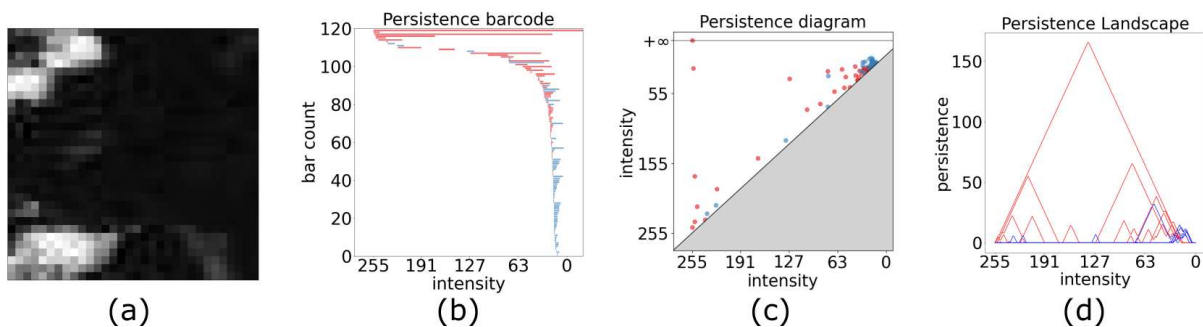 Persistence barcode
bar count
120
100
80
60
40
20
0
255 191 127 63 0
intensity
Persistence diagram
intensity
+∞
55
155
255
255 191 127 63 0
intensity
Persistence Landscape
persistence
150
100
50
0
255 191 127 63 0
intensity
(a) (b) (c) (d)